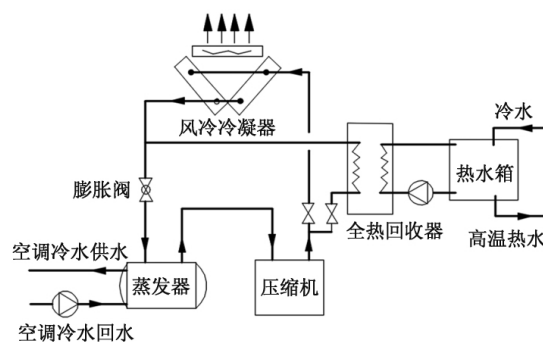 风冷冷凝器
冷水
热水箱
膨胀阀
全热回收器
高温热水
空调冷水供水
蒸发器
压缩机
空调冷水回水